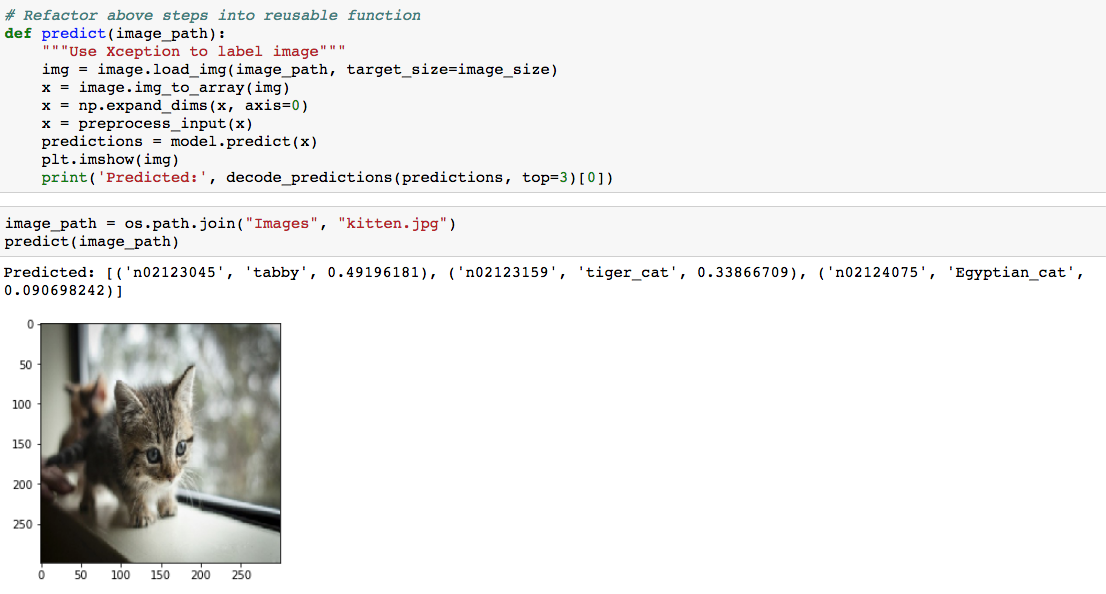 # Refactor above steps into reusable function
def predict(image_path):
    """Use Xception to label image"""
    img = image.load_img(image_path, target_size=image_size)
    x = image.img_to_array(img)
    x = np.expand_dims(x, axis=0)
    x = preprocess_input(x)
    predictions = model.predict(x)
    plt.imshow(img)
    print('Predicted:', decode_predictions(predictions, top=3)[0])
image_path = os.path.join("Images", "kitten.jpg")
predict(image_path)
Predicted: [('n02123045', 'tabby', 0.49196181), ('n02123159', 'tiger_cat', 0.33866709), ('n02124075', 'Egyptian_cat',
0.090698242)]
0
50
100
150
200
250
0 50 100 150 200 250